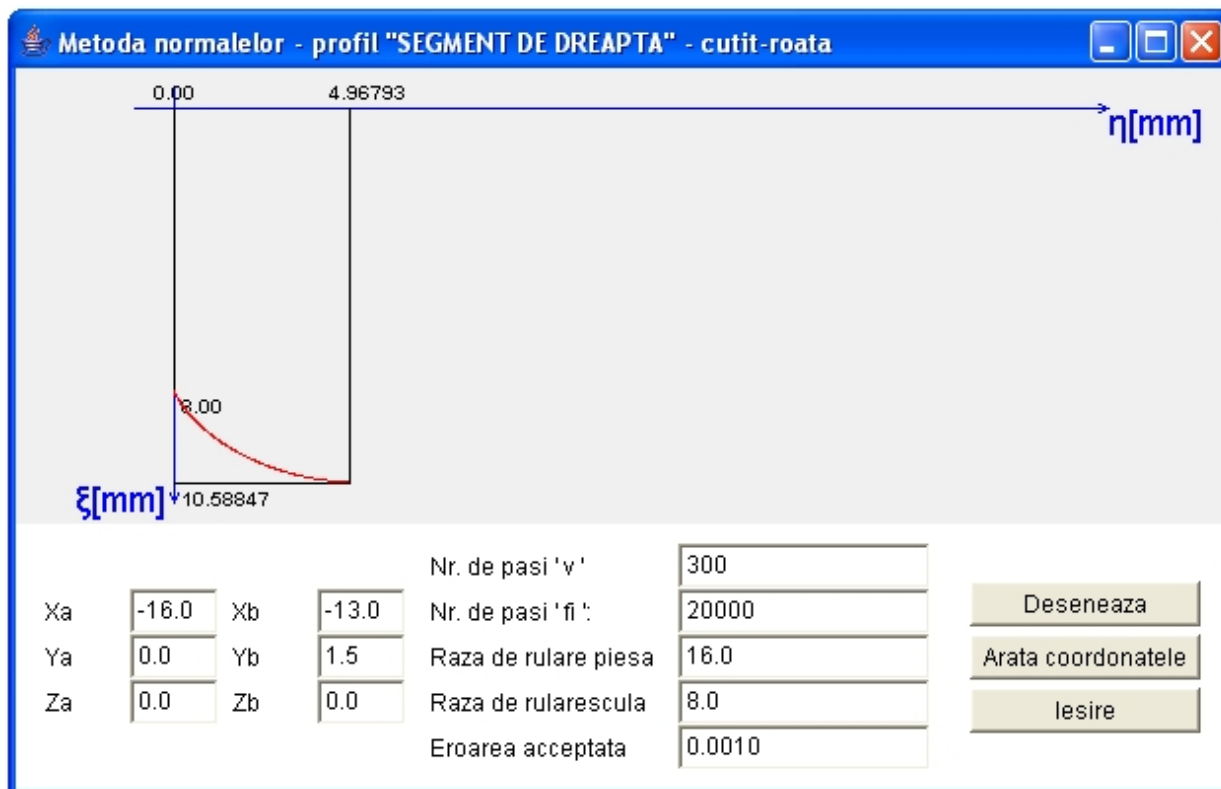 Metoda normalelor - profil "SEGMENT DE DREAPTA" - cutit-roata
0.00 4.96793
η[mm]
8.00
ξ[mm] 10.58847
Nr. de pasi 'v' 300
Xa -16.0 Xb -13.0 Nr. de pasi 'fi': 20000 Deseneaza
Ya 0.0 Yb 1.5 Raza de rulare piesa 16.0 Arata coordonatele
Za 0.0 Zb 0.0 Raza de rularescula 8.0 Iesire
Eroarea acceptata 0.0010